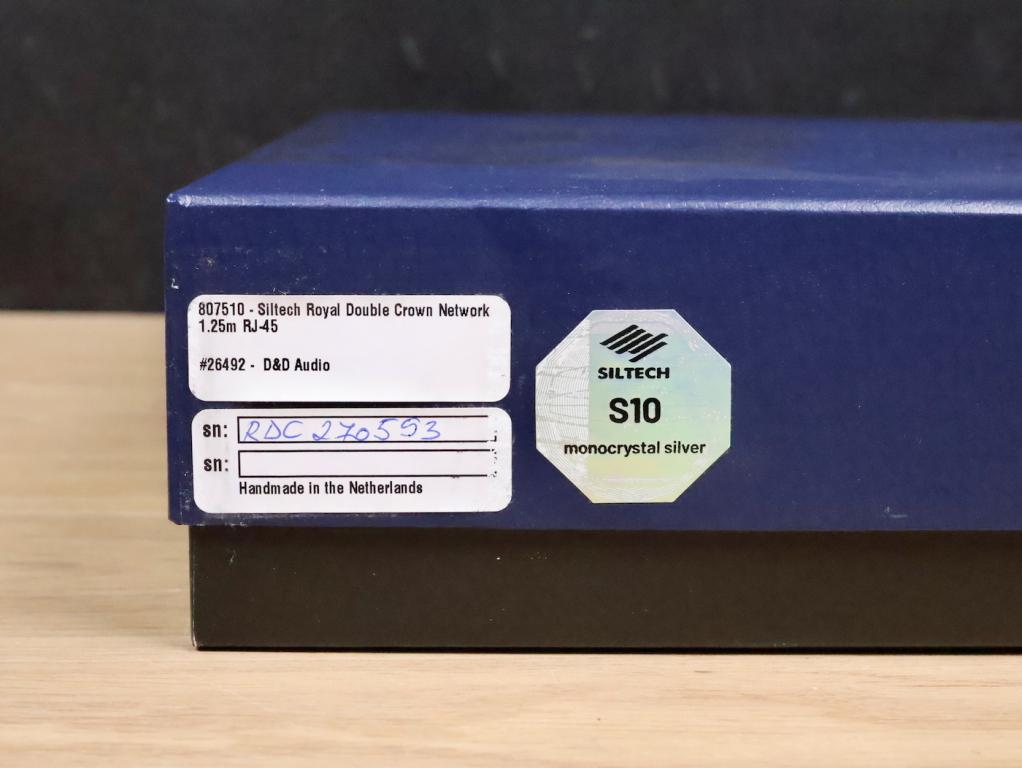 807510 - Siltech Royal Double Crown Network
1.25m RJ-45
#26492 - D&D Audio
sn: RDC 270593
sn:
Handmade in the Netherlands
SILTECH
S10
monocrystal silver